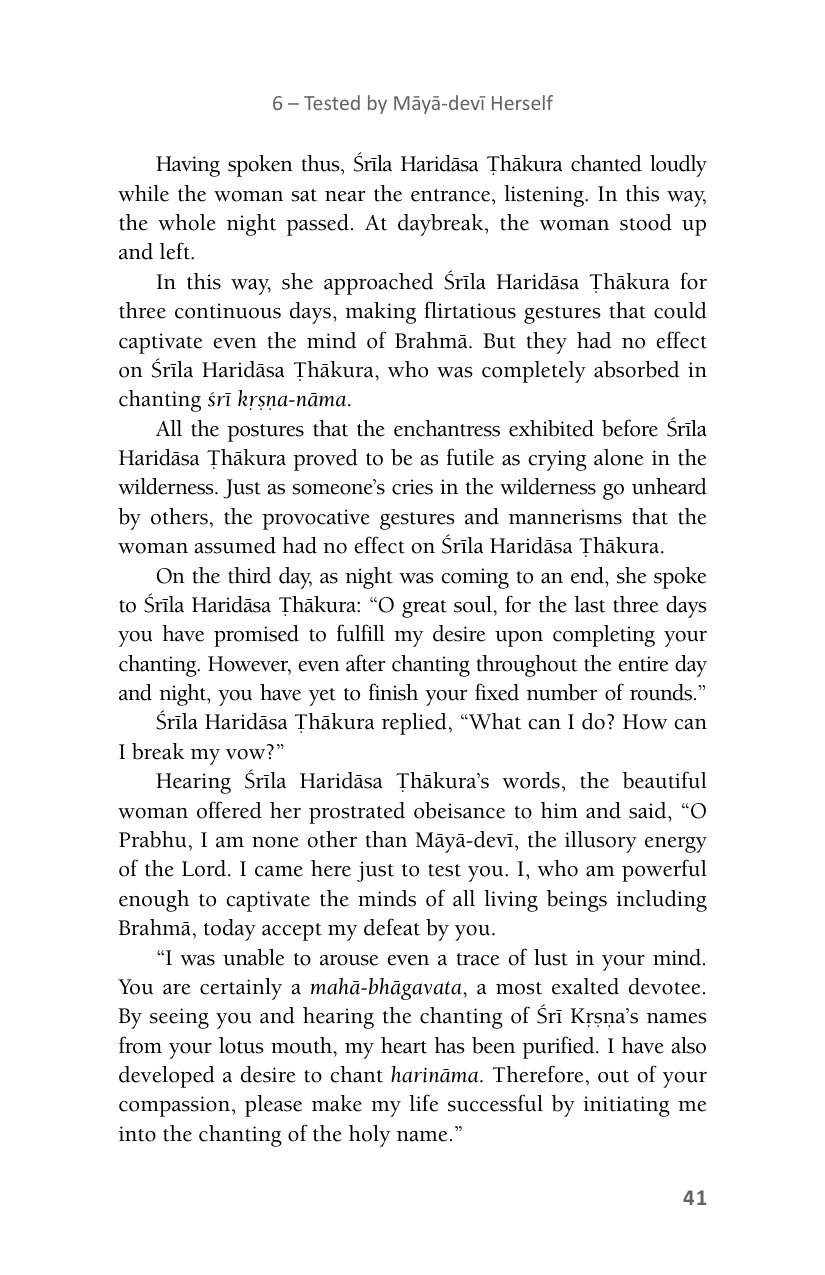 6 – Tested by Māyā-devī Herself
Having spoken thus, Śrīla Haridāsa Ṭhākura chanted loudly
while the woman sat near the entrance, listening. In this way,
the whole night passed. At daybreak, the woman stood up
and left.
In this way, she approached Śrīla Haridāsa Ṭhākura for
three continuous days, making flirtatious gestures that could
captivate even the mind of Brahmā. But they had no effect
on Śrīla Haridāsa Ṭhākura, who was completely absorbed in
chanting śrī kṛṣṇa-nāma.
All the postures that the enchantress exhibited before Śrīla
Haridāsa Ṭhākura proved to be as futile as crying alone in the
wilderness. Just as someone’s cries in the wilderness go unheard
by others, the provocative gestures and mannerisms that the
woman assumed had no effect on Śrīla Haridāsa Ṭhākura.
On the third day, as night was coming to an end, she spoke
to Śrīla Haridāsa Ṭhākura: “O great soul, for the last three days
you have promised to fulfill my desire upon completing your
chanting. However, even after chanting throughout the entire day
and night, you have yet to finish your fixed number of rounds.”
Śrīla Haridāsa Ṭhākura replied, “What can I do? How can
I break my vow?”
Hearing Śrīla Haridāsa Ṭhākura’s words, the beautiful
woman offered her prostrated obeisance to him and said, “O
Prabhu, I am none other than Māyā-devī, the illusory energy
of the Lord. I came here just to test you. I, who am powerful
enough to captivate the minds of all living beings including
Brahmā, today accept my defeat by you.
“I was unable to arouse even a trace of lust in your mind.
You are certainly a mahā-bhāgavata, a most exalted devotee.
By seeing you and hearing the chanting of Śrī Kṛṣṇa’s names
from your lotus mouth, my heart has been purified. I have also
developed a desire to chant harināma. Therefore, out of your
compassion, please make my life successful by initiating me
into the chanting of the holy name.”
41